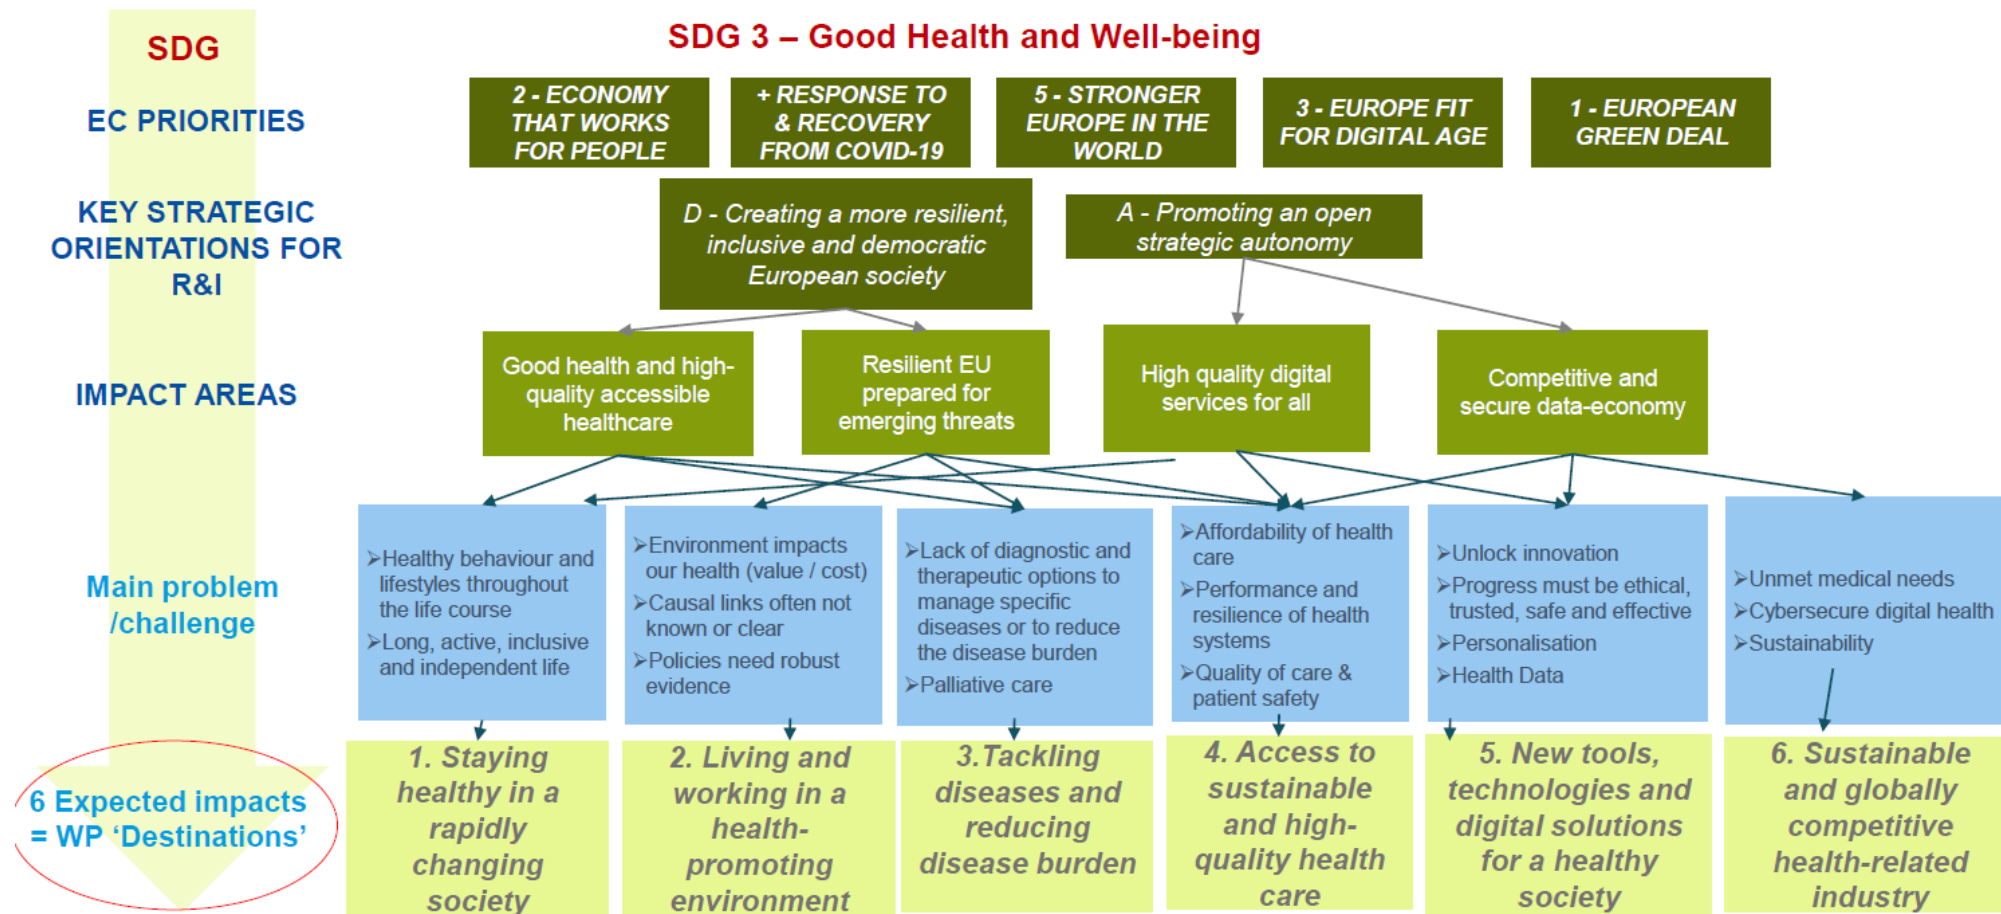 SDG
SDG 3 – Good Health and Well-being
EC PRIORITIES
2 - ECONOMY
THAT WORKS
FOR PEOPLE
+ RESPONSE TO
& RECOVERY
FROM COVID-19
5 - STRONGER
EUROPE IN THE
WORLD
3 - EUROPE FIT
FOR DIGITAL AGE
1 - EUROPEAN
GREEN DEAL
KEY STRATEGIC
ORIENTATIONS FOR
R&I
D - Creating a more resilient,
inclusive and democratic
European society
A - Promoting an open
strategic autonomy
IMPACT AREAS
Good health and high-
quality accessible
healthcare
Resilient EU
prepared for
emerging threats
High quality digital
services for all
Competitive and
secure data-economy
Main problem
/challenge
➢Healthy behaviour and
lifestyles throughout
the life course
➢Long, active, inclusive
and independent life
➢Environment impacts
our health (value / cost)
➢Causal links often not
known or clear
➢Policies need robust
evidence
➢Lack of diagnostic and
therapeutic options to
manage specific
diseases or to reduce
the disease burden
➢Palliative care
➢Affordability of health
care
➢Performance and
resilience of health
systems
➢Quality of care &
patient safety
➢Unlock innovation
➢Progress must be ethical,
trusted, safe and effective
➢Personalisation
➢Health Data
➢Unmet medical needs
➢Cybersecure digital health
➢Sustainability
6 Expected impacts
= WP ‘Destinations’
1. Staying
healthy in a
rapidly
changing
society
2. Living and
working in a
health-
promoting
environment
3.Tackling
diseases and
reducing
disease burden
4. Access to
sustainable
and high-
quality health
care
5. New tools,
technologies and
digital solutions
for a healthy
society
6. Sustainable
and globally
competitive
health-related
industry